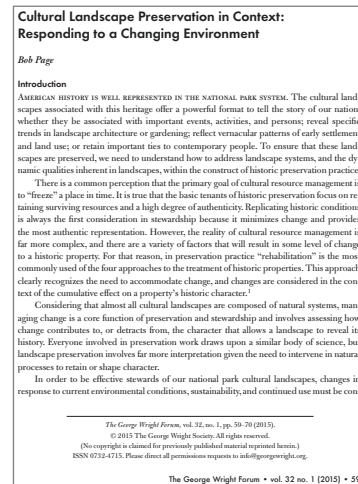 Cultural Landscape Preservation in Context:
Responding to a Changing Environment
Bob Page
Introduction
American history is well represented in the national park system. The cultural land-
scapes associated with this heritage offer a powerful format to tell the story of our nation
whether they be associated with important events, activities, and persons; reveal specific
trends in landscape architecture or gardening; reflect vernacular patterns of early settlement
and land use; or retain important ties to contemporary people. To ensure that these land-
scapes are preserved, we need to understand how to address landscape systems, and the dy-
namic qualities inherent in landscapes, within the construct of historic preservation practice
There is a common perception that the primary goal of cultural resource management is
to “freeze” a place in time. It is true that the basic tenants of historic preservation focus on re-
taining surviving resources and a high degree of authenticity. Replicating historic conditions
is always the first consideration in stewardship because it minimizes change and provides
the most authentic representation. However, the reality of cultural resource management is
far more complex, and there are a variety of factors that will result in some level of change
to a historic property. For that reason, in preservation practice “rehabilitation” is the most
commonly used of the four approaches to the treatment of historic properties. This approach
clearly recognizes the need to accommodate change, and changes are considered in the con-
text of the cumulative effect on a property’s historic character.1
Considering that almost all cultural landscapes are composed of natural systems, man-
aging change is a core function of preservation and stewardship and involves assessing how
change contributes to, or detracts from, the character that allows a landscape to reveal its
history. Everyone involved in preservation work draws upon a similar body of science, but
landscape preservation involves far more interpretation given the need to intervene in natural
processes to retain or shape character.
In order to be effective stewards of our national park cultural landscapes, changes in
response to current environmental conditions, sustainability, and continued use must be con-
The George Wright Forum, vol. 32, no. 1, pp. 59–70 (2015).
© 2015 The George Wright Society. All rights reserved.
(No copyright is claimed for previously published material reprinted herein.)
ISSN 0732-4715. Please direct all permissions requests to info@georgewright.org.
The George Wright Forum • vol. 32 no. 1 (2015) • 59